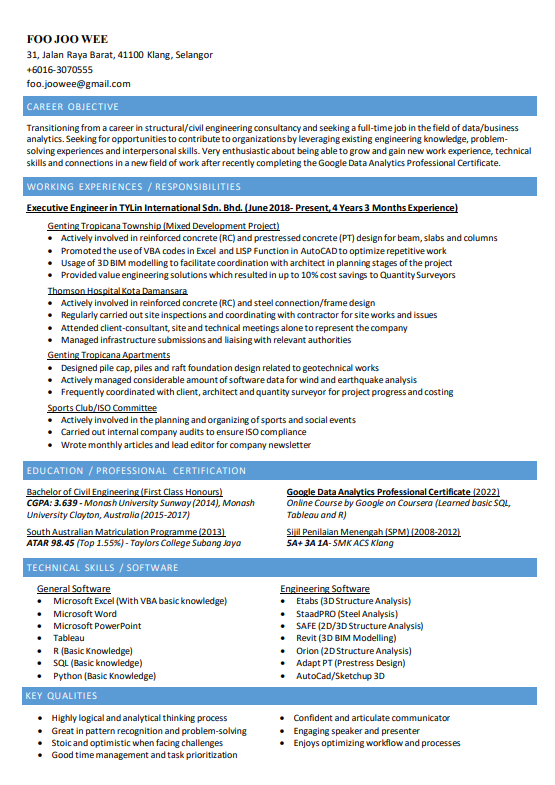 FOO JOO WEE
31, Jalan Raya Barat, 41100 Klang, Selangor
+6016-3070555
foo.joowee@gmail.com
CAREER OBJECTIVE
Transitioning from a career in structural/civil engineering consultancy and seeking a full-time job in the field of data/business
analytics. Seeking for opportunities to contribute to organizations by leveraging existing engineering knowledge, problem-
solving experiences and interpersonal skills. Very enthusiastic about being able to grow and gain new work experience, technical
skills and connections in a new field of work after recently completing the Google Data Analytics Professional Certificate.
WORKING EXPERIENCES / RESPONSIBILITIES
Executive Engineer in TYLin International Sdn. Bhd. (June 2018- Present, 4 Years 3 Months Experience)
Genting Tropicana Township (Mixed Development Project)
• Actively involved in reinforced concrete (RC) and prestressed concrete (PT) design for beam, slabs and columns
• Promoted the use of VBA codes in Excel and LISP Function in AutoCAD to optimize repetitive work
• Usage of 3D BIM modelling to facilitate coordination with architect in planning stages of the project
• Provided value engineering solutions which resulted in up to 10% cost savings to Quantity Surveyors
Thomson Hospital Kota Damansara
• Actively involved in reinforced concrete (RC) and steel connection/frame design
• Regularly carried out site inspections and coordinating with contractor for site works and issues
• Attended client-consultant, site and technical meetings alone to represent the company
• Managed infrastructure submissions and liaising with relevant authorities
Genting Tropicana Apartments
• Designed pile cap, piles and raft foundation design related to geotechnical works
• Actively managed considerable amount of software data for wind and earthquake analysis
• Frequently coordinated with client, architect and quantity surveyor for project progress and costing
Sports Club/ISO Committee
• Actively involved in the planning and organizing of sports and social events
• Carried out internal company audits to ensure ISO compliance
• Wrote monthly articles and lead editor for company newsletter
EDUCATION / PROFESSIONAL CERTIFICATION
Bachelor of Civil Engineering (First Class Honours)
CGPA: 3.639 - Monash University Sunway (2014), Monash
University Clayton, Australia (2015-2017)
South Australian Matriculation Programme (2013)
ATAR 98.45 (Top 1.55%) - Taylors College Subang Jaya
Google Data Analytics Professional Certificate (2022)
Online Course by Google on Coursera (Learned basic SQL,
Tableau and R)
Sijil Penilaian Menengah (SPM) (2008-2012)
5A+ 3A 1A- SMK ACS Klang
TECHNICAL SKILLS / SOFTWARE
General Software
• Microsoft Excel (With VBA basic knowledge)
• Microsoft Word
• Microsoft PowerPoint
• Tableau
• R (Basic Knowledge)
• SQL (Basic knowledge)
• Python (Basic Knowledge)
Engineering Software
• Etabs (3D Structure Analysis)
• StaadPRO (Steel Analysis)
• SAFE (2D/3D Structure Analysis)
• Revit (3D BIM Modelling)
• Orion (2D Structure Analysis)
• Adapt PT (Prestress Design)
• AutoCad/Sketchup 3D
KEY QUALITIES
• Highly logical and analytical thinking process
• Great in pattern recognition and problem-solving
• Stoic and optimistic when facing challenges
• Good time management and task prioritization
• Confident and articulate communicator
• Engaging speaker and presenter
• Enjoys optimizing workflow and processes